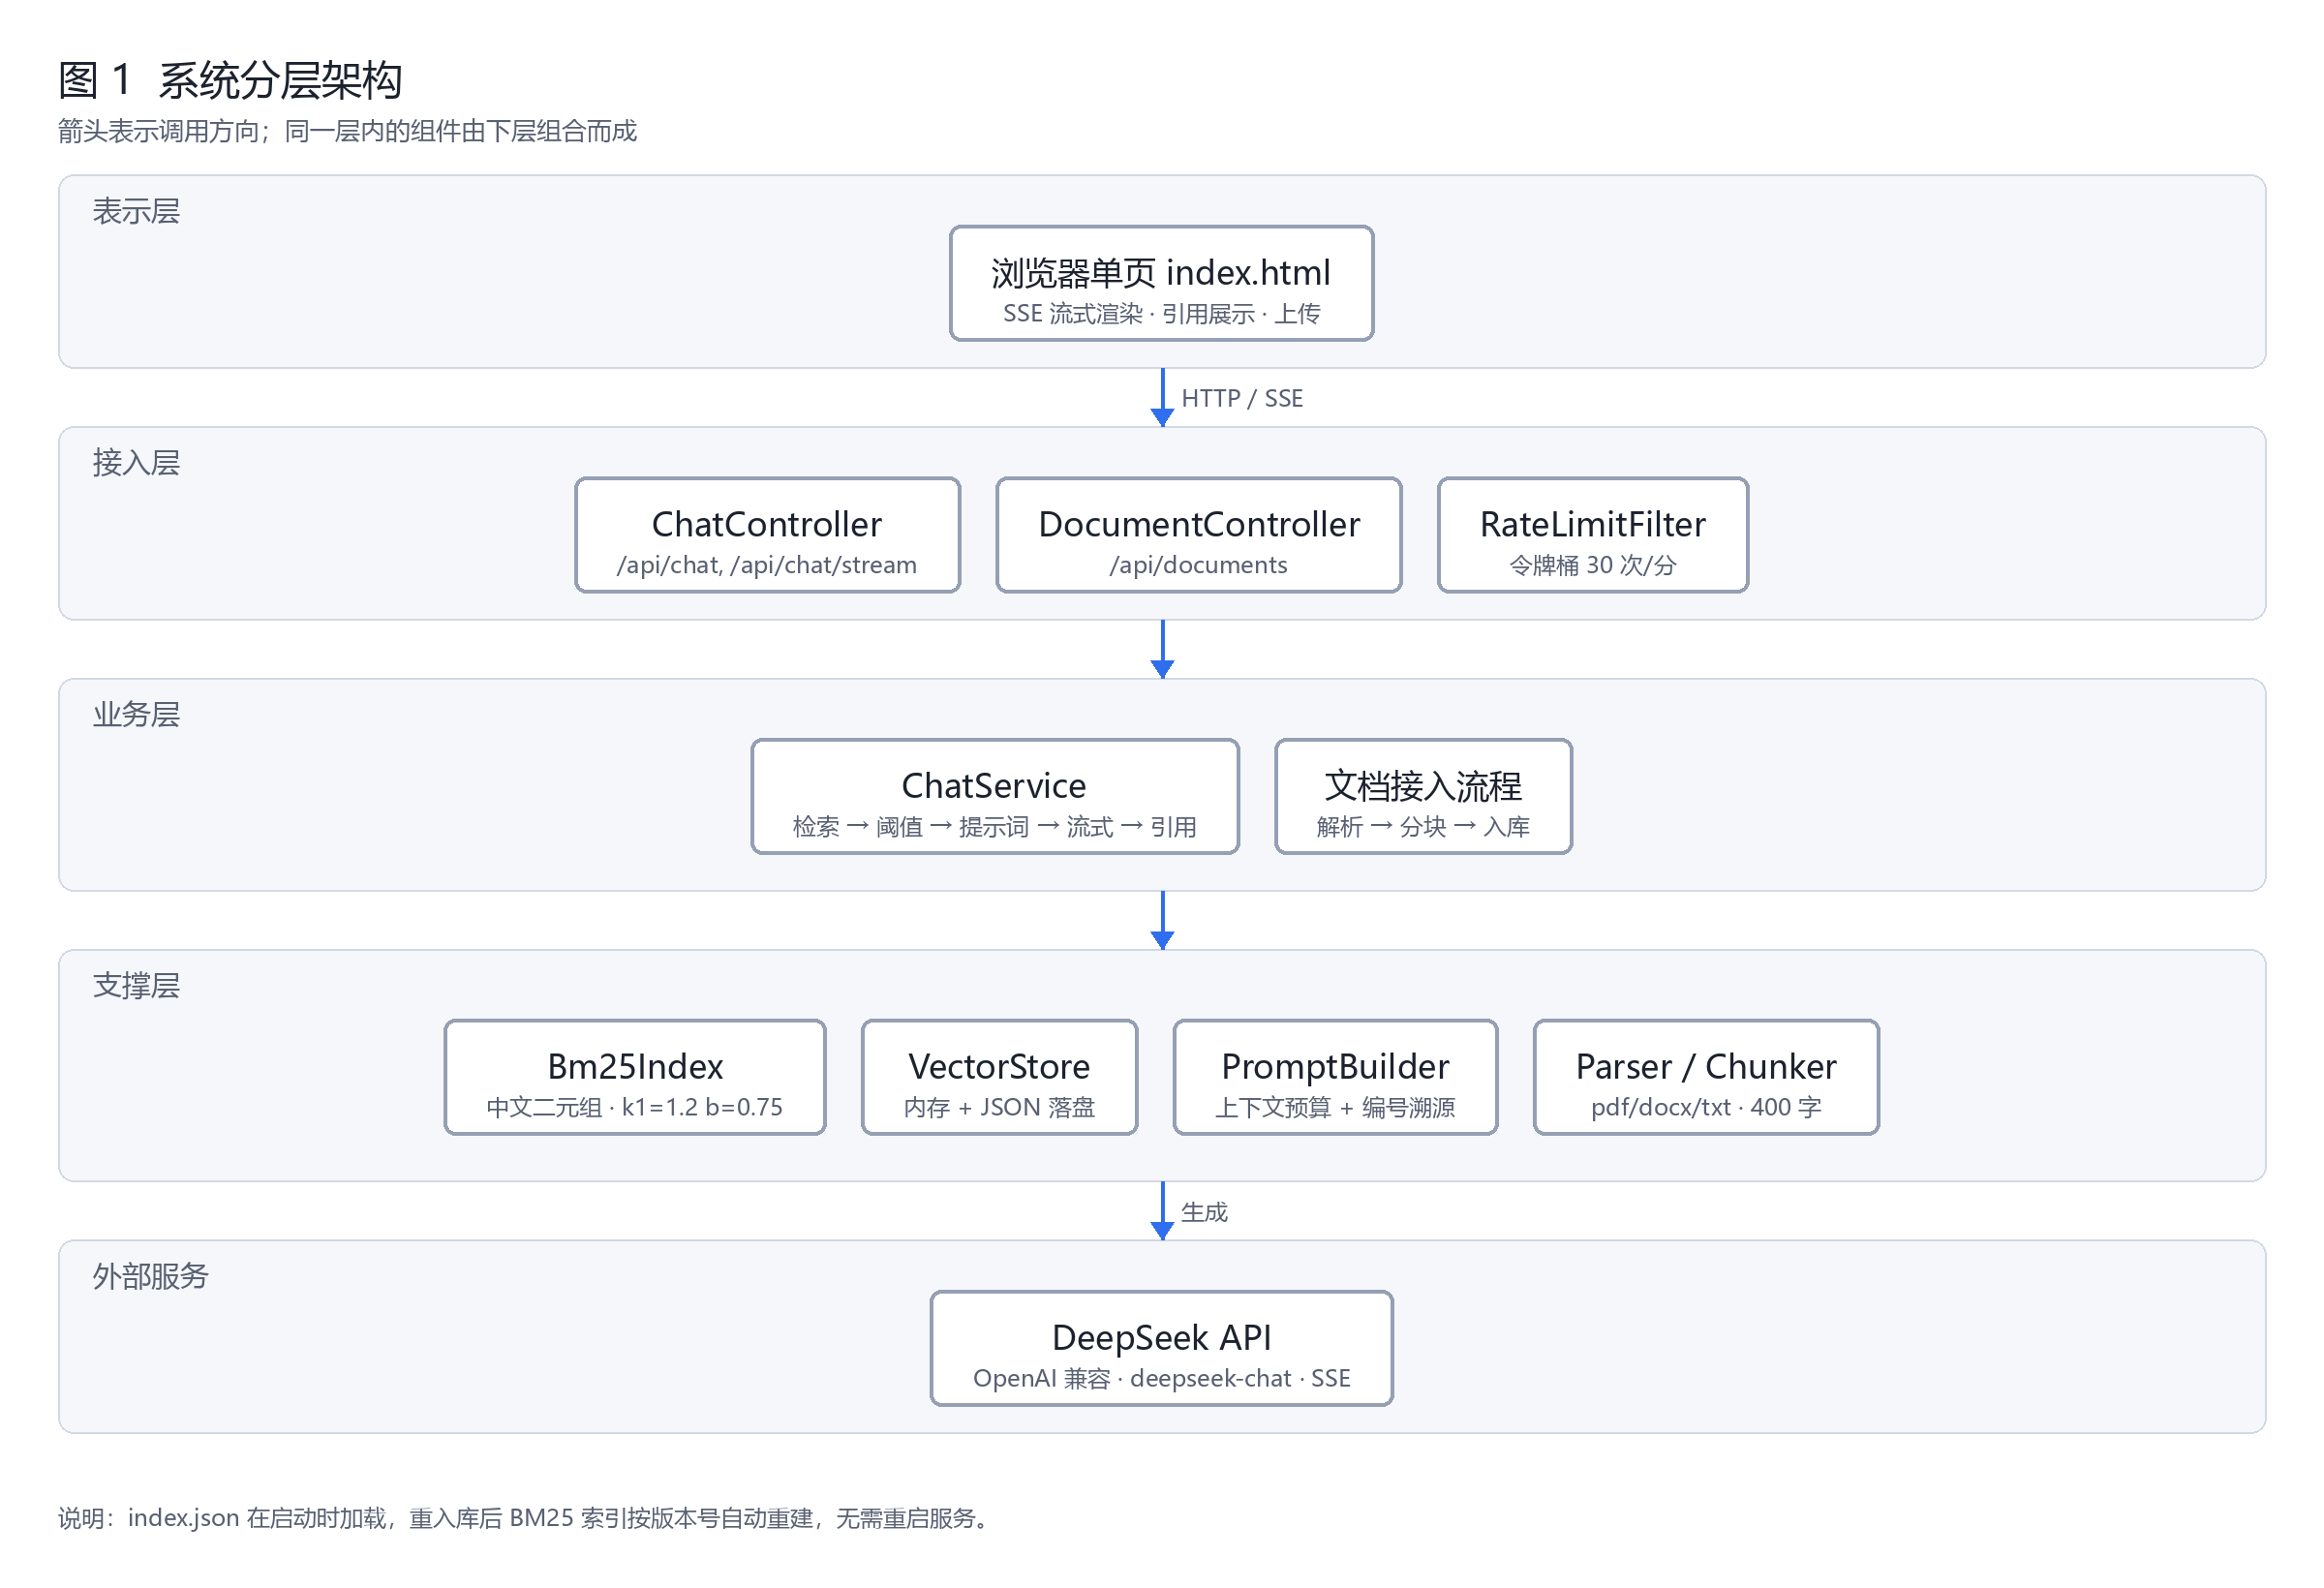 图 1 系统分层架构
箭头表示调用方向；同一层内的组件由下层组合而成
表示层
浏览器单页 index.html
SSE 流式渲染 · 引用展示 · 上传
HTTP / SSE
接入层
ChatController
/api/chat, /api/chat/stream
DocumentController
/api/documents
RateLimitFilter
令牌桶 30 次/分
业务层
ChatService
检索 → 阈值 → 提示词 → 流式 → 引用
文档接入流程
解析 → 分块 → 入库
支撑层
Bm25Index
中文二元组 · k1=1.2 b=0.75
VectorStore
内存 + JSON 落盘
PromptBuilder
上下文预算 + 编号溯源
Parser / Chunker
pdf/docx/txt · 400 字
生成
外部服务
DeepSeek API
OpenAI 兼容 · deepseek-chat · SSE
说明：index.json 在启动时加载，重入库后 BM25 索引按版本号自动重建，无需重启服务。